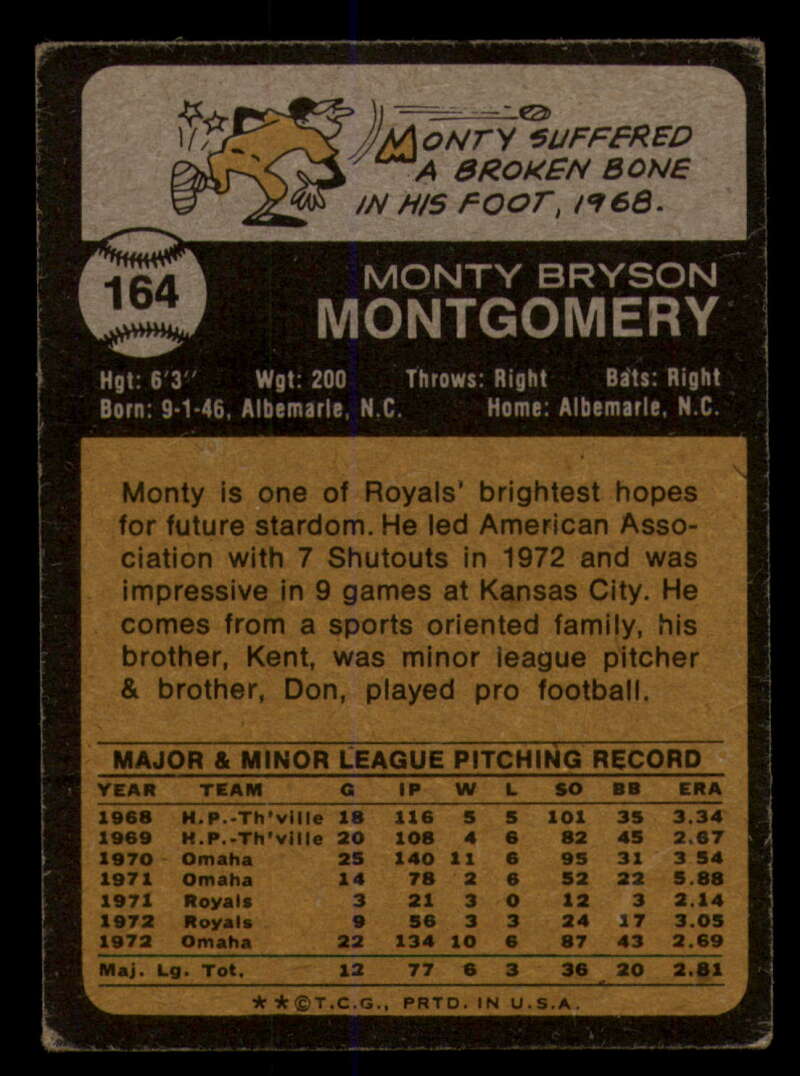 MONTY SUFFERED
A BROKEN BONE
IN HIS FOOT, 1968.
164
MONTY BRYSON
MONTGOMERY
Hgt: 6'3" Wgt: 200 Throws: Right Bats: Right
Born: 9-1-46, Albemarle, N.C. Home: Albemarle, N.C.
Monty is one of Royals' brightest hopes
for future stardom. He led American Asso-
ciation with 7 Shutouts in 1972 and was
impressive in 9 games at Kansas City. He
comes from a sports oriented family, his
brother, Kent, was minor league pitcher
& brother, Don, played pro football.
MAJOR & MINOR LEAGUE PITCHING RECORD
YEAR TEAM G IP W L SO BB ERA
1968 H.P.-Th'ville 18 116 5 5 101 35 3.34
1969 H.P.-Th'ville 20 108 4 6 82 45 2.67
1970 Omaha 25 140 11 6 95 31 3 54
1971 Omaha 14 78 2 6 52 22 5.88
1971 Royals 3 21 3 0 12 3 2.14
1972 Royals 9 56 3 3 24 17 3.05
1972 Omaha 22 134 10 6 87 43 2.69
Maj. Lg. Tot. 12 77 6 3 36 20 2.81
★★©T.C.G., PRTD. IN U.S.A.